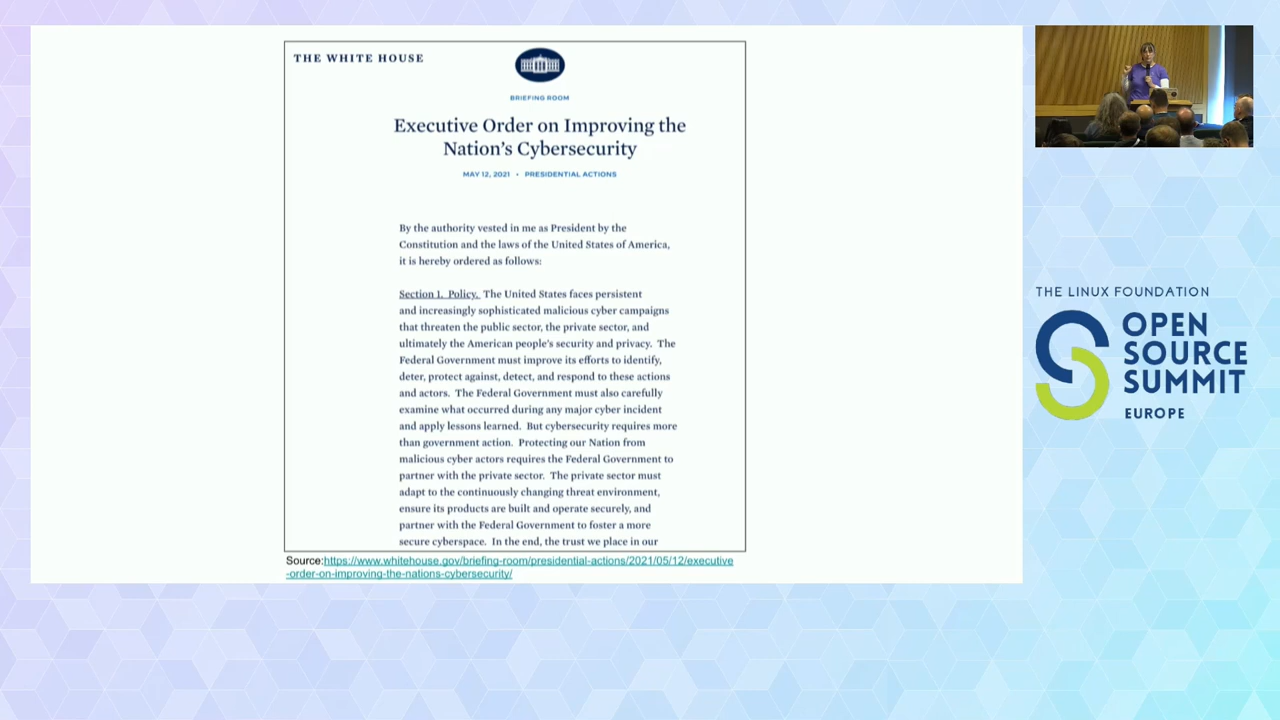 THE WHITE HOUSE
BRIEFING ROOM
Executive Order on Improving the
Nation's Cybersecurity
MAY 12, 2021 • PRESIDENTIAL ACTIONS
By the authority vested in me as President by the
Constitution and the laws of the United States of America,
it is hereby ordered as follows:
Section 1. Policy. The United States faces persistent
and increasingly sophisticated malicious cyber campaigns
that threaten the public sector, the private sector, and
ultimately the American people's security and privacy. The
Federal Government must improve its efforts to identify,
deter, protect against, detect, and respond to these actions
and actors. The Federal Government must also carefully
examine what occurred during any major cyber incident
and apply lessons learned. But cybersecurity requires more
than government action. Protecting our Nation from
malicious cyber actors requires the Federal Government to
partner with the private sector. The private sector must
adapt to the continuously changing threat environment,
ensure its products are built and operate securely, and
partner with the Federal Government to foster a more
secure cyberspace. In the end, the trust we place in our
Source:https://www.whitehouse.gov/briefing-room/presidential-actions/2021/05/12/executive
-order-on-improving-the-nations-cybersecurity/
THE LINUX FOUNDATION
OPEN
SOURCE
SUMMIT
EUROPE